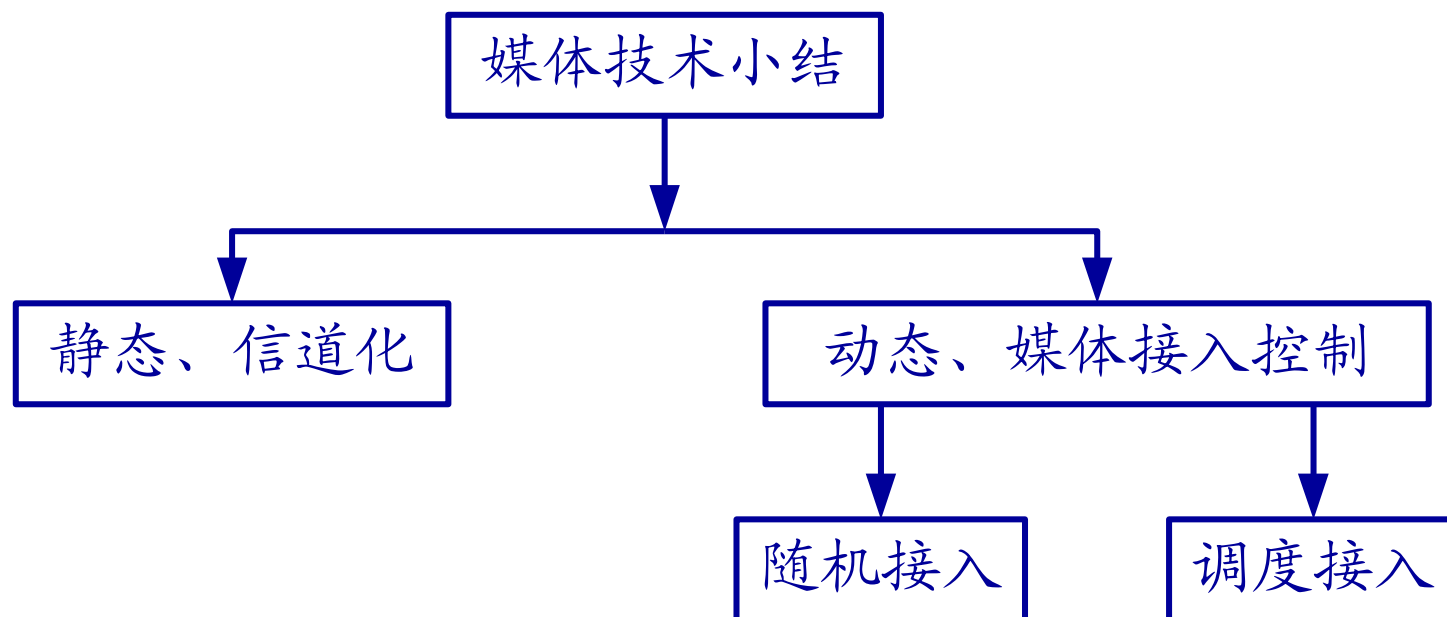 媒体技术小结
静态、信道化
动态、媒体接入控制
随机接入
调度接入